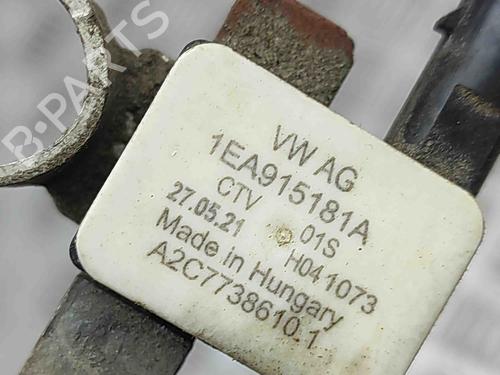 B-PARTS
VW AG
1EA915181A
CTV 01S
27.05.21 H041073
Made in Hungary
A2C7738610.1